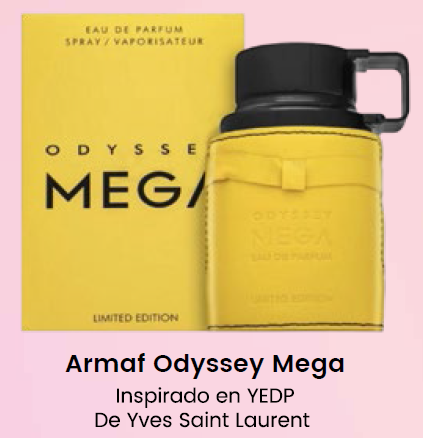 EAU DE PARFUM
SPRAY / VAPORISATEUR
ODYSSE
MEGA
LIMITED EDITION
ODYSSEY
MEGA
EAU DE PARFUM
LIMITED EDITION
Armaf Odyssey Mega
Inspirado en YEDP
De Yves Saint Laurent